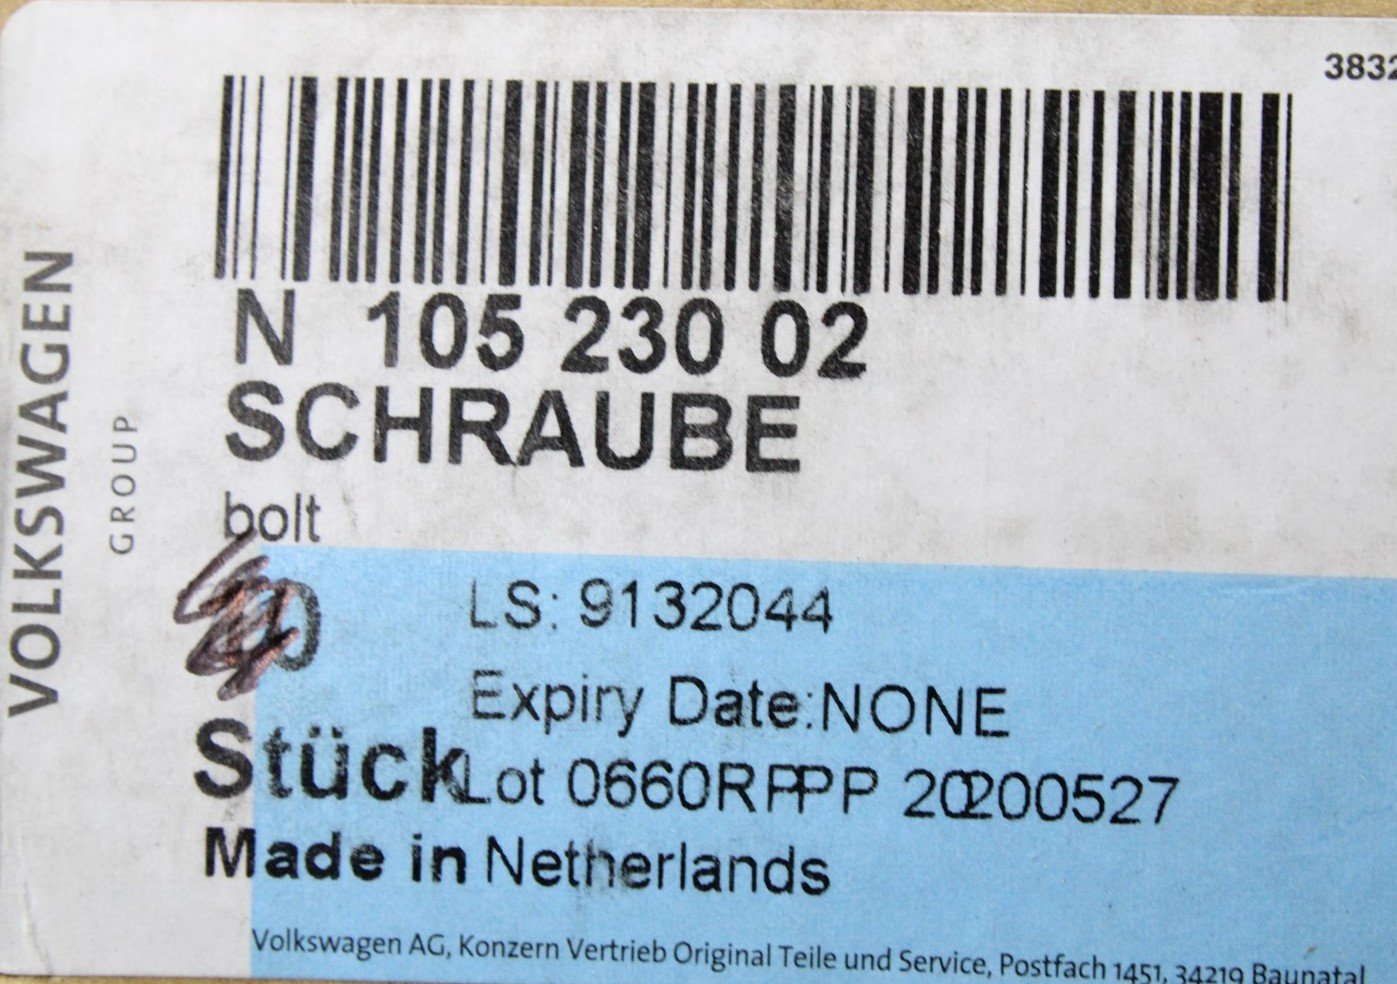 3832
N 105 230 02
SCHRAUBE
bolt
LS: 9132044
Expiry Date:NONE
Stück
Lot 0660RPPP 20200527
Made in Netherlands
Volkswagen AG, Konzern Vertrieb Original Teile und Service, Postfach 1451, 34219 Baunatal
VOLKSWAGEN
GROUP